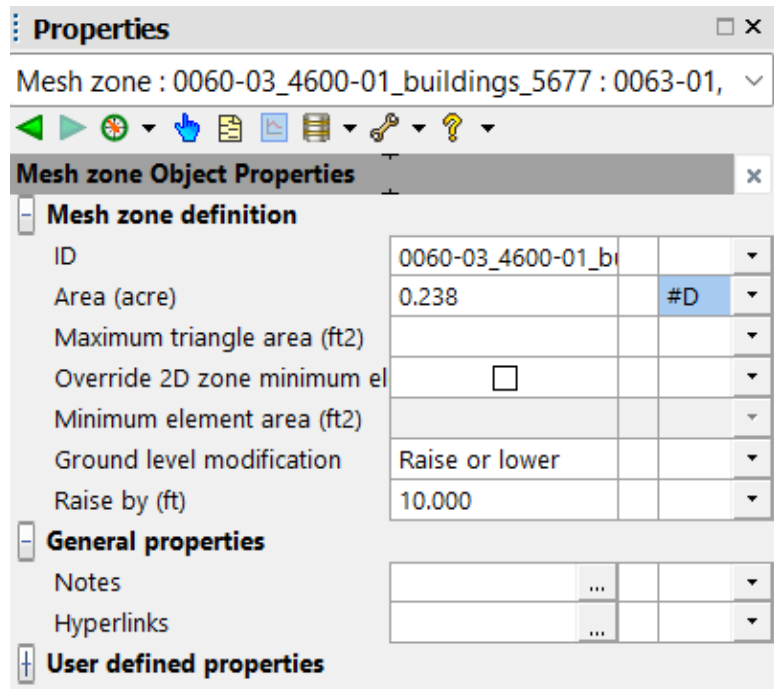 Properties
Mesh zone : 0060-03_4600-01_buildings_5677 : 0063-01,
Mesh zone Object Properties
Mesh zone definition
ID 0060-03_4600-01_b
Area (acre) 0.238 #D
Maximum triangle area (ft2)
Override 2D zone minimum el
Minimum element area (ft2)
Ground level modification Raise or lower
Raise by (ft) 10.000
General properties
Notes ...
Hyperlinks ...
User defined properties